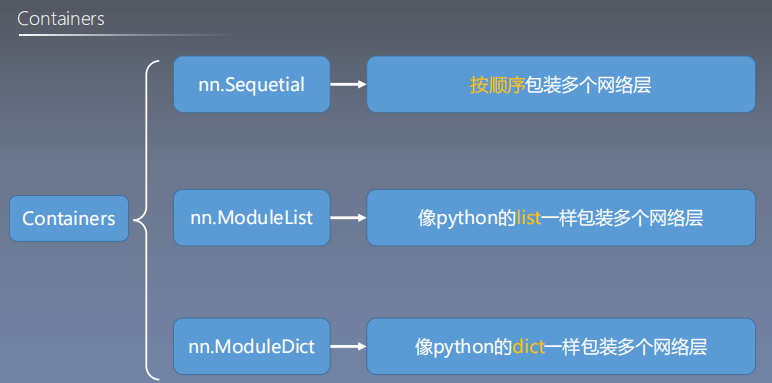 Containers
nn.Sequetial
按顺序包装多个网络层
Containers
nn.ModuleList
像python的list一样包装多个网络层
nn.ModuleDict
像python的dict一样包装多个网络层